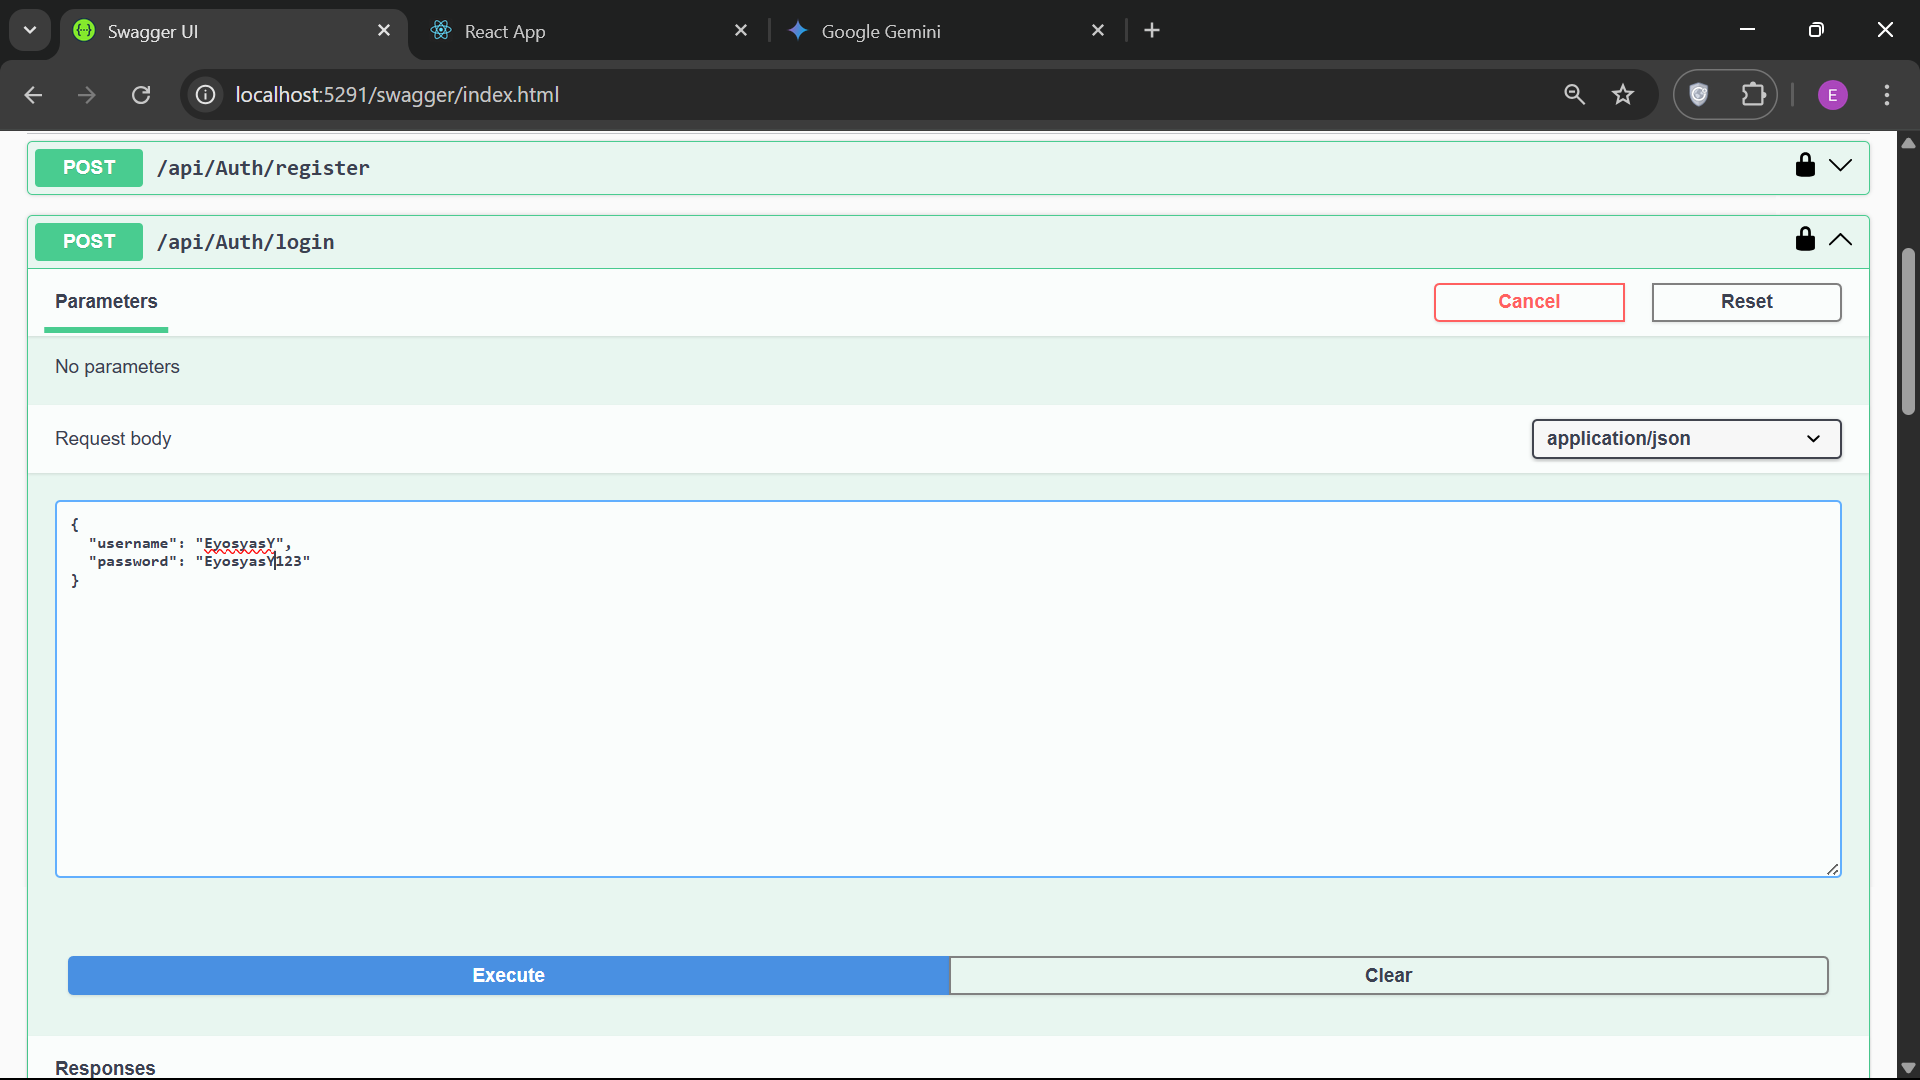 Swagger UI
React App
Google Gemini
localhost:5291/swagger/index.html
E
POST /api/Auth/register
POST /api/Auth/login
Parameters
Cancel
Reset
No parameters
Request body
application/json
{
"username": "EyosyasY",
"password": "EyosyasY123"
}
Execute
Clear
Responses